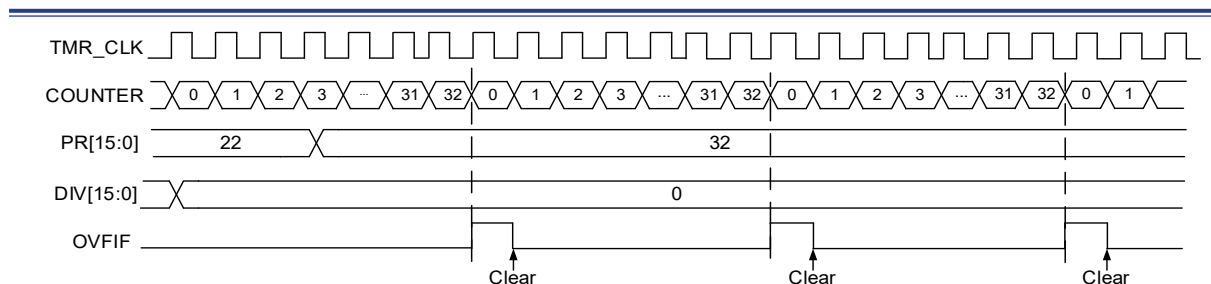 TMR_CLK
COUNTER 0 1 2 3 ... 31 32 0 1 2 3 ... 31 32 0 1 2 3 ... 31 32 0 1
PR[15:0] 22 32
DIV[15:0] 0
OVFIF
Clear Clear Clear